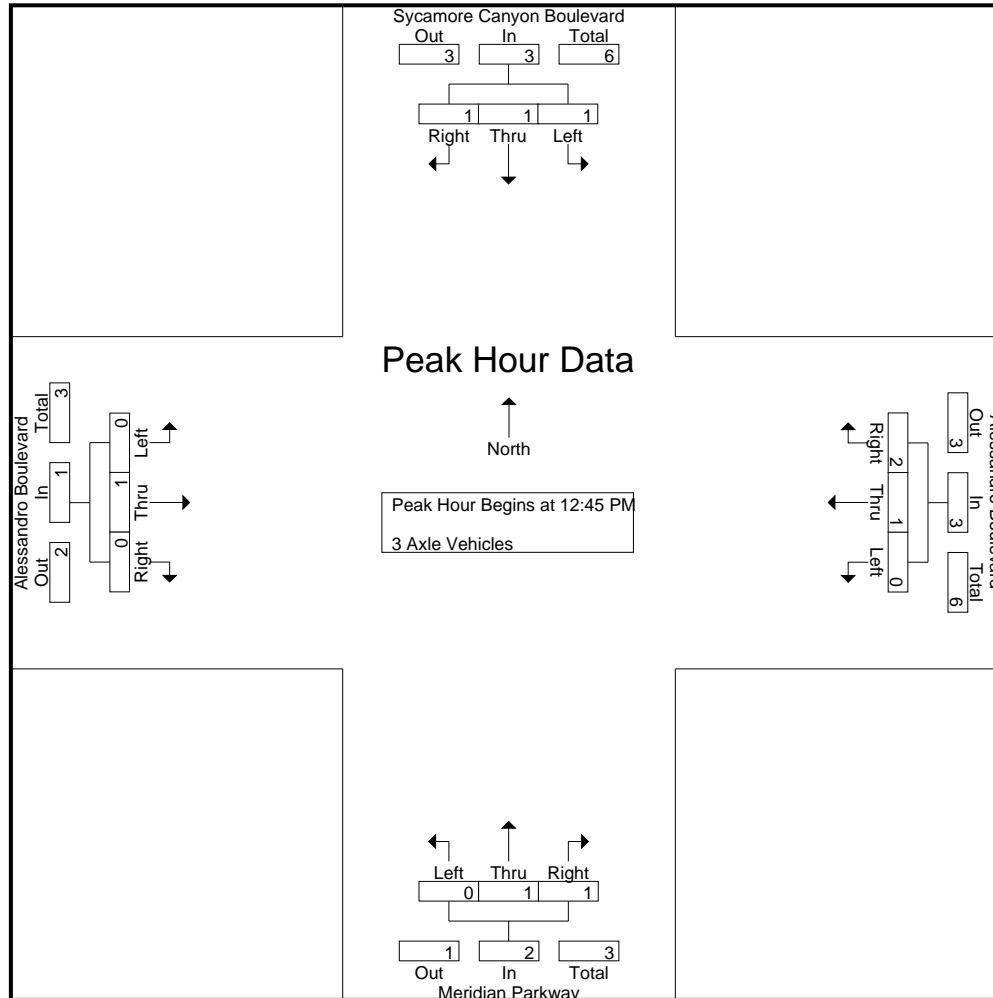 Sycamore Canyon Boulevard
Out In Total
3 3 6
1 1 1
Right Thru Left
Peak Hour Data
North
Peak Hour Begins at 12:45 PM
3 Axle Vehicles
Alessandro Boulevard
Out In Total
2 1 3
0 1 0
Right Thru Left
Out In Total
3 3 6
2 1 0
Right Thru Left
Left Thru Right
0 1 1
1 2 3
Out In Total
Meridian Parkway